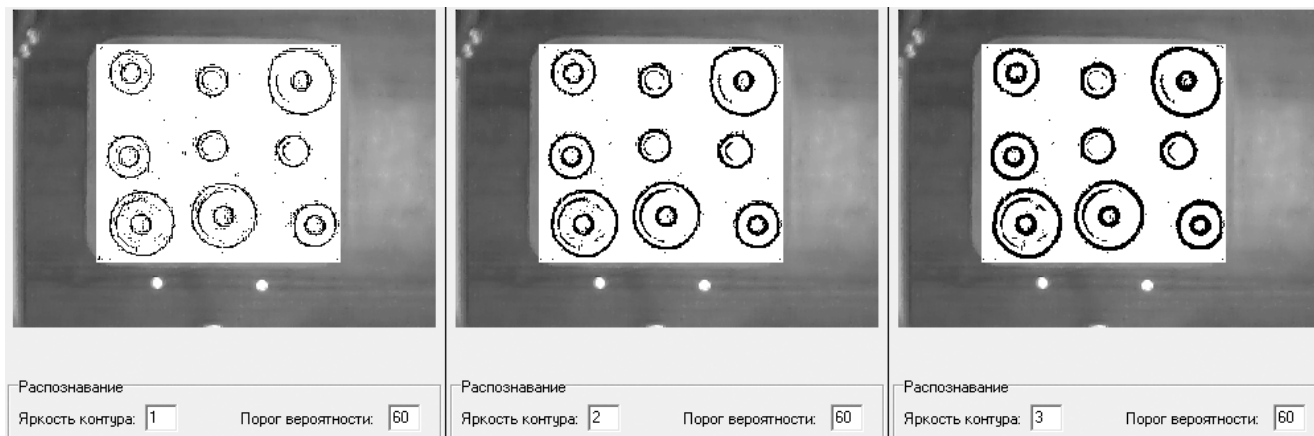 Распознавание
Яркость контура: 1 Порог вероятности: 60
Распознавание
Яркость контура: 2 Порог вероятности: 60
Распознавание
Яркость контура: 3 Порог вероятности: 60